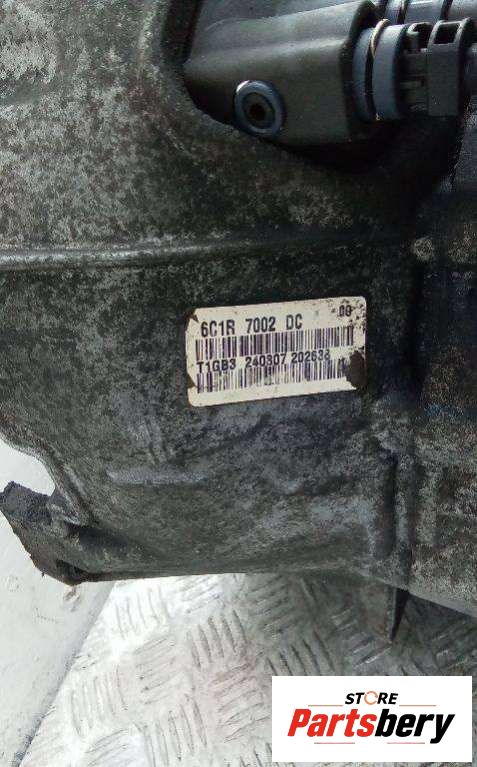 6C1R 7002 DC
T1GB3 240307 202638
STORE
Partsbery